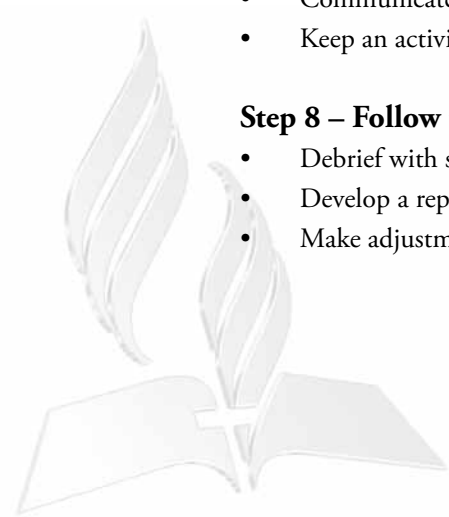 • Communicate
• Keep an activi
Step 8 – Follow
• Debrief with s
• Develop a rep
• Make adjustm